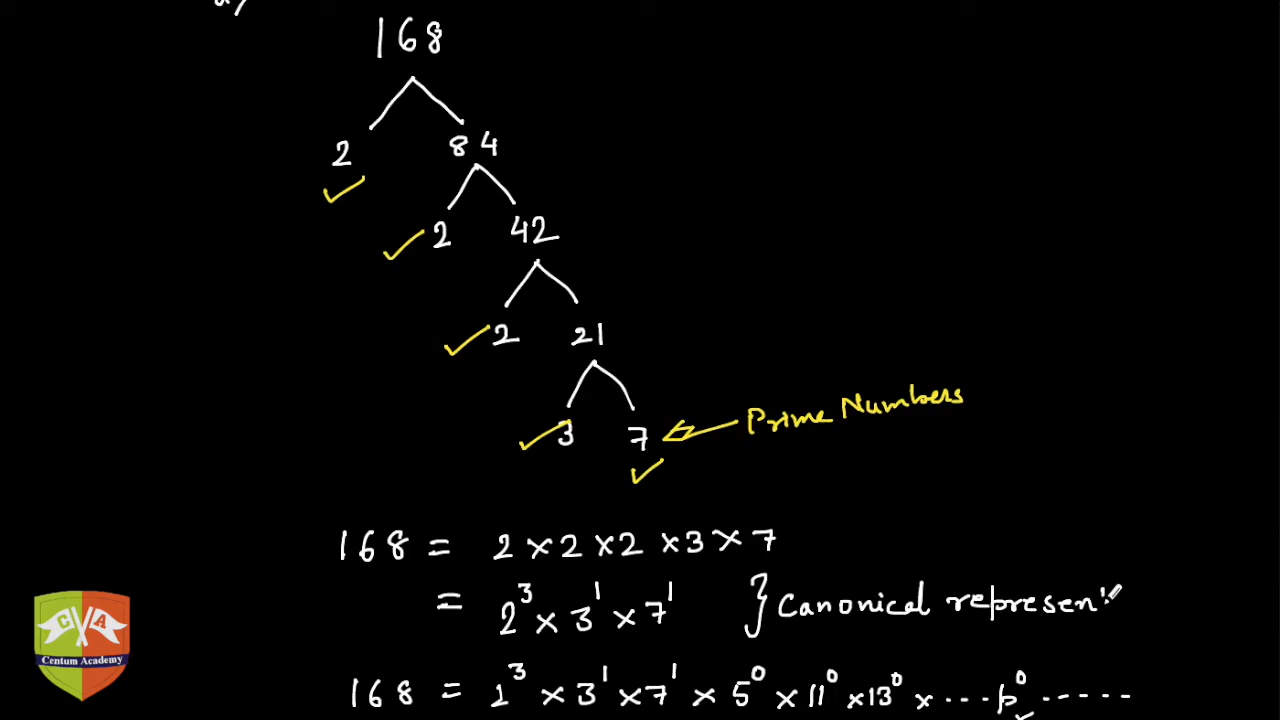 168
2 84
2 42
2 21
3 7 Prime Numbers
168 = 2 × 2 × 2 × 3 × 7
= 2³ × 3¹ × 7¹ } Canonical represen
168 = 2³ × 3¹ × 7¹ × 5⁰ × 11⁰ × 13⁰ × ....p⁰.....
C A
Centum Academy